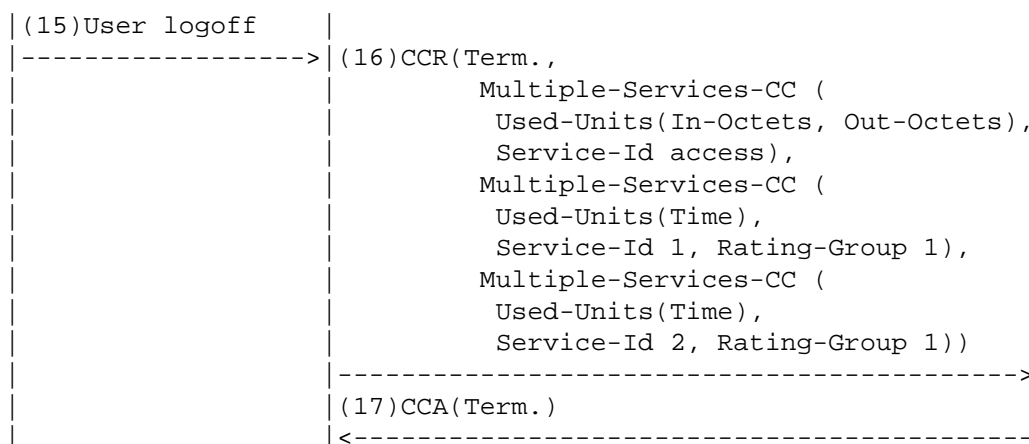 |(15)User logoff    |
|------------------>|(16)CCR(Term.,
|                   |         Multiple-Services-CC (
|                   |          Used-Units(In-Octets, Out-Octets),
|                   |          Service-Id access),
|                   |         Multiple-Services-CC (
|                   |          Used-Units(Time),
|                   |          Service-Id 1, Rating-Group 1),
|                   |         Multiple-Services-CC (
|                   |          Used-Units(Time),
|                   |          Service-Id 2, Rating-Group 1))
|                   |------------------------------------------->
|                   |(17)CCA(Term.)
|                   |<-------------------------------------------